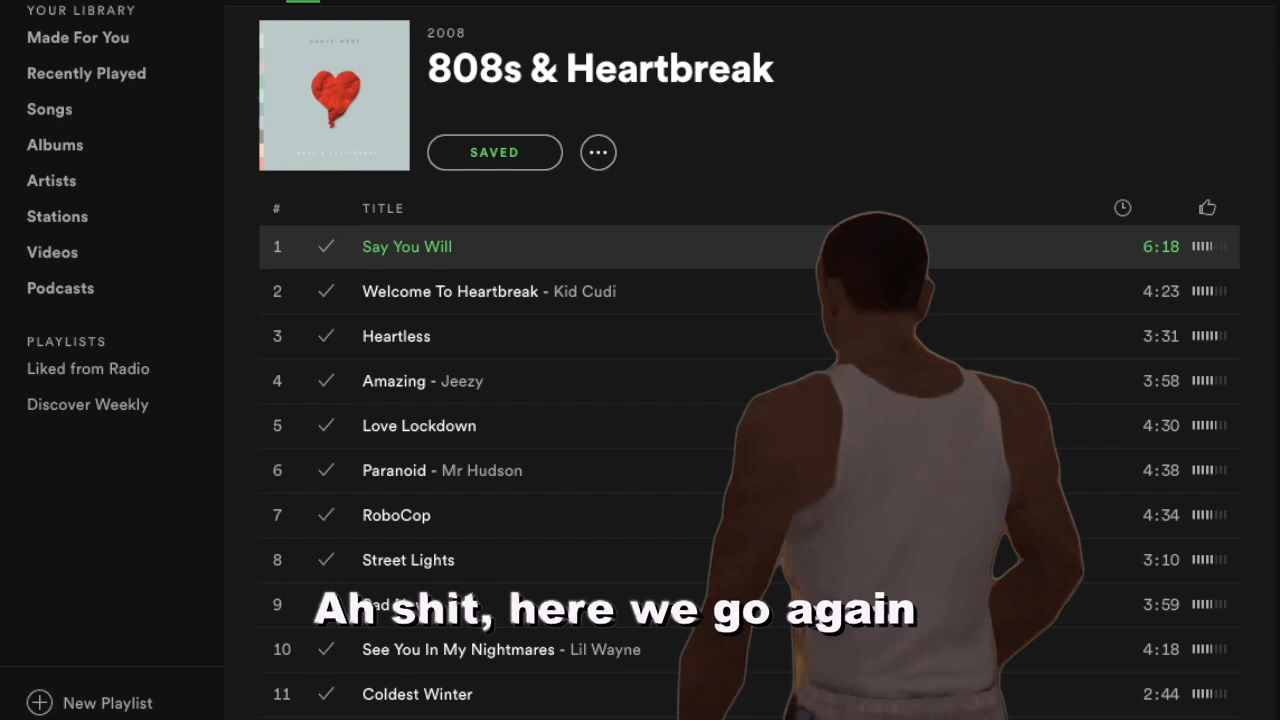 YOUR LIBRARY
Made For You
Recently Played
Songs
Albums
Artists
Stations
Videos
Podcasts
PLAYLISTS
Liked from Radio
Discover Weekly
New Playlist
KANYE WEST
2008
808s & Heartbreak
SAVED
# TITLE
1 Say You Will 6:18
2 Welcome To Heartbreak - Kid Cudi 4:23
3 Heartless 3:31
4 Amazing - Jeezy 3:58
5 Love Lockdown 4:30
6 Paranoid - Mr Hudson 4:38
7 RoboCop 4:34
8 Street Lights 3:10
9 3:59
Ah shit, here we go again
10 See You In My Nightmares - Lil Wayne 4:18
11 Coldest Winter 2:44